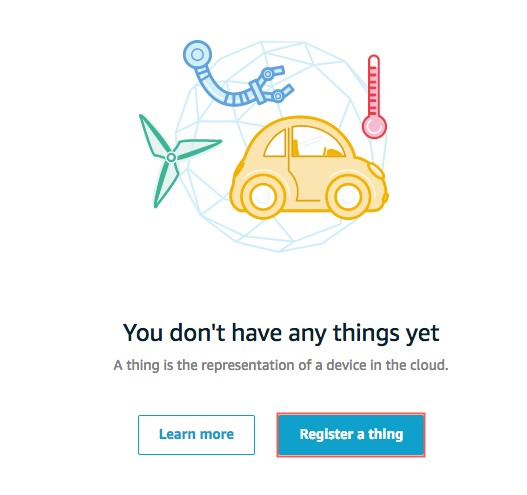 You don't have any things yet
A thing is the representation of a device in the cloud.
Learn more
Register a thing